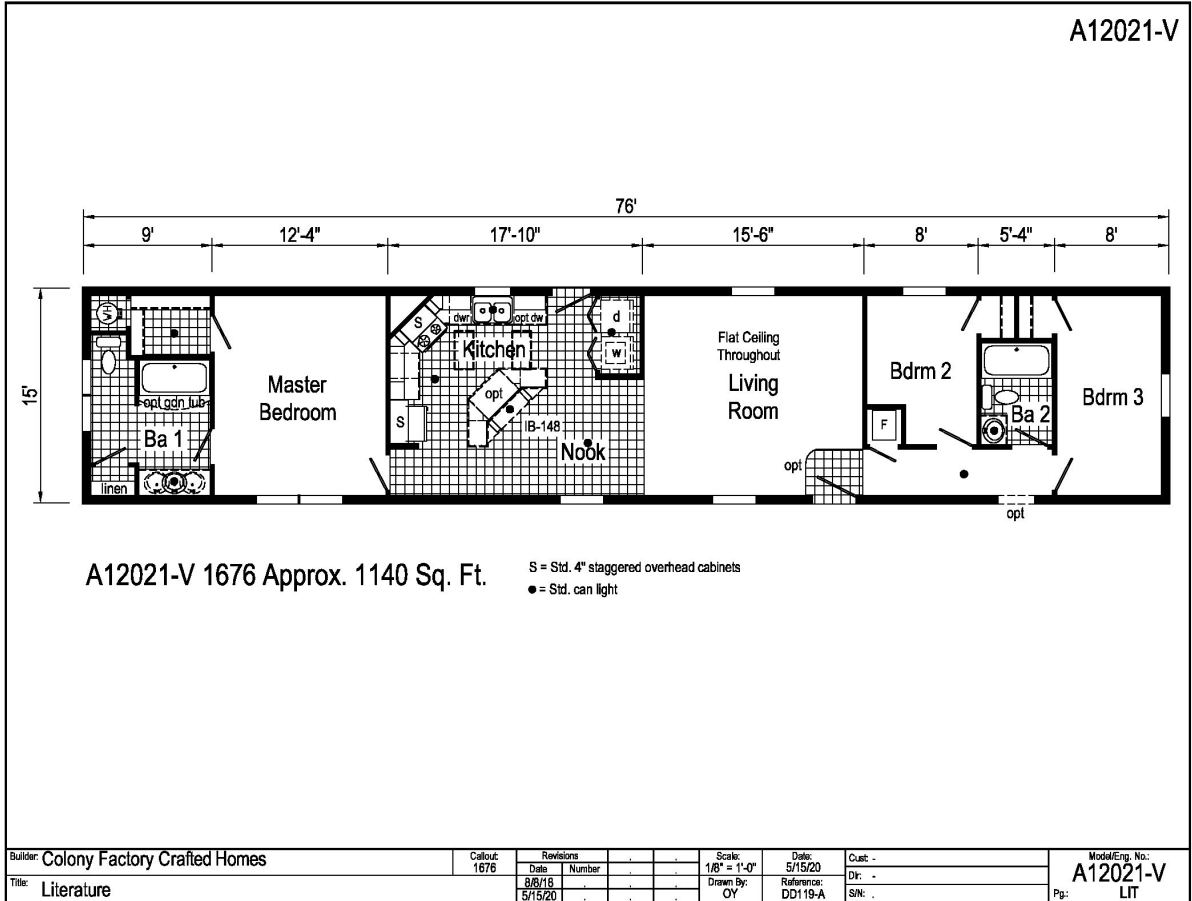 A12021-V
76'
9' 12'-4" 17'-10" 15'-6" 8' 5'-4" 8'
15'
WH
opt gdn tub
Ba 1
linen
Master
Bedroom
S
dwr
opt dw
Kitchen
opt
S
IB-148
Nook
d
w
Flat Ceiling
Throughout
Living
Room
opt
Bdrm 2
F
Ba 2
Bdrm 3
opt
A12021-V 1676 Approx. 1140 Sq. Ft.
S = Std. 4" staggered overhead cabinets
● = Std. can light
Builder: Colony Factory Crafted Homes
Title: Literature
Callout:
1676
Revisions
Date Number
8/8/18
5/15/20
Scale:
1/8" = 1'-0"
Drawn By:
OY
Date:
5/15/20
Reference:
DD119-A
Cust: -
Dir: -
S/N: .
Model/Eng. No.:
A12021-V
Pg.: LIT